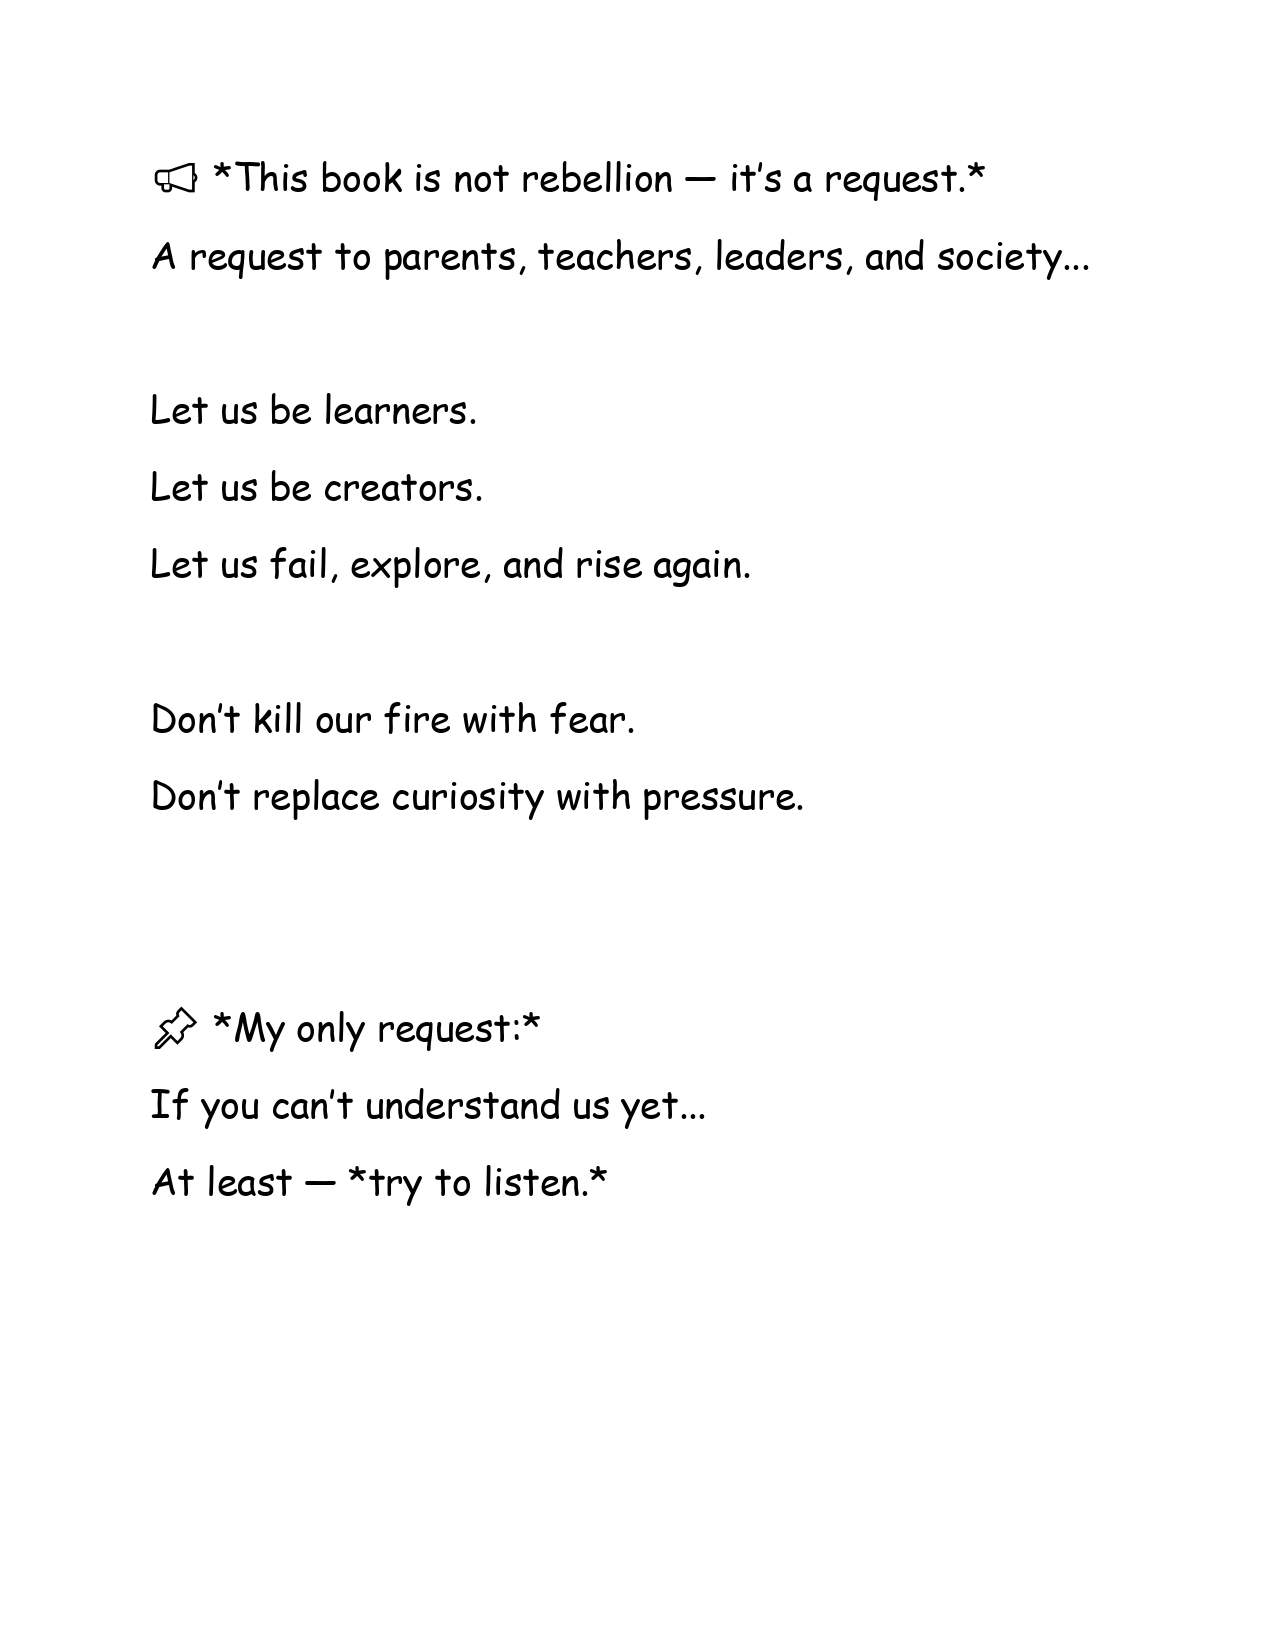 📢 *This book is not rebellion — it’s a request.*
A request to parents, teachers, leaders, and society...
Let us be learners.
Let us be creators.
Let us fail, explore, and rise again.
Don’t kill our fire with fear.
Don’t replace curiosity with pressure.
📌 *My only request:*
If you can’t understand us yet...
At least — *try to listen.*